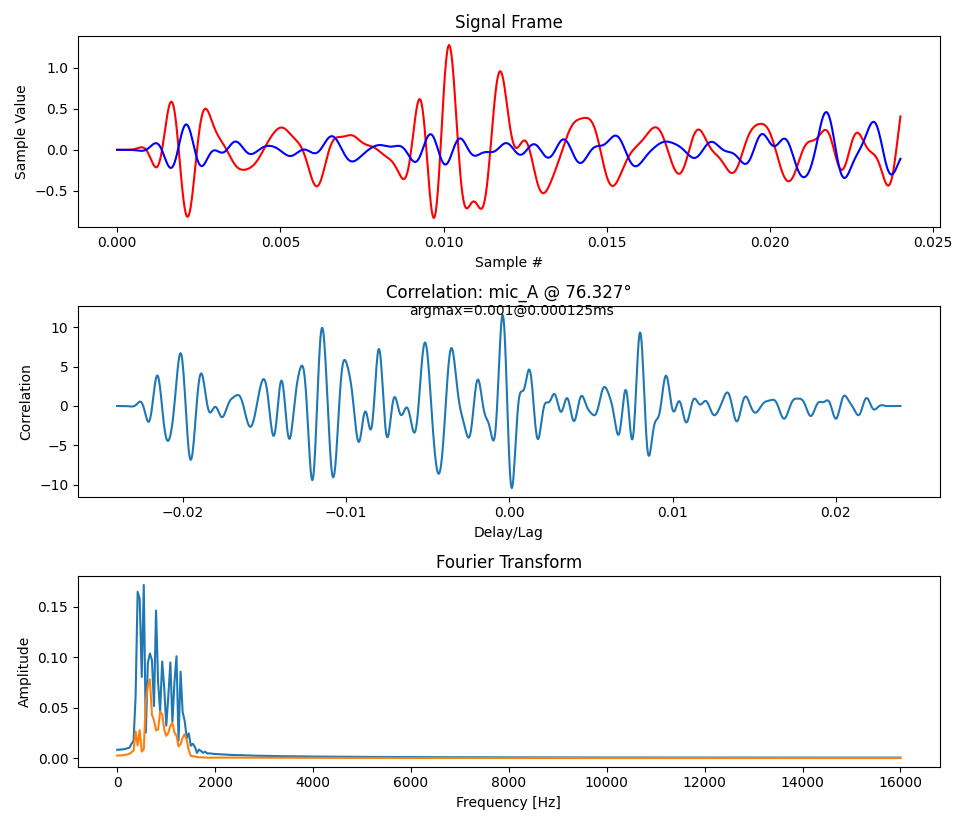 Signal Frame
1.0
0.5
0.0
−0.5
Sample Value
0.000 0.005 0.010 0.015 0.020 0.025
Sample #
Correlation: mic_A @ 76.327°
argmax=0.001@0.000125ms
10
5
0
−5
−10
Correlation
−0.02 −0.01 0.00 0.01 0.02
Delay/Lag
Fourier Transform
0.15
0.10
0.05
0.00
Amplitude
0 2000 4000 6000 8000 10000 12000 14000 16000
Frequency [Hz]